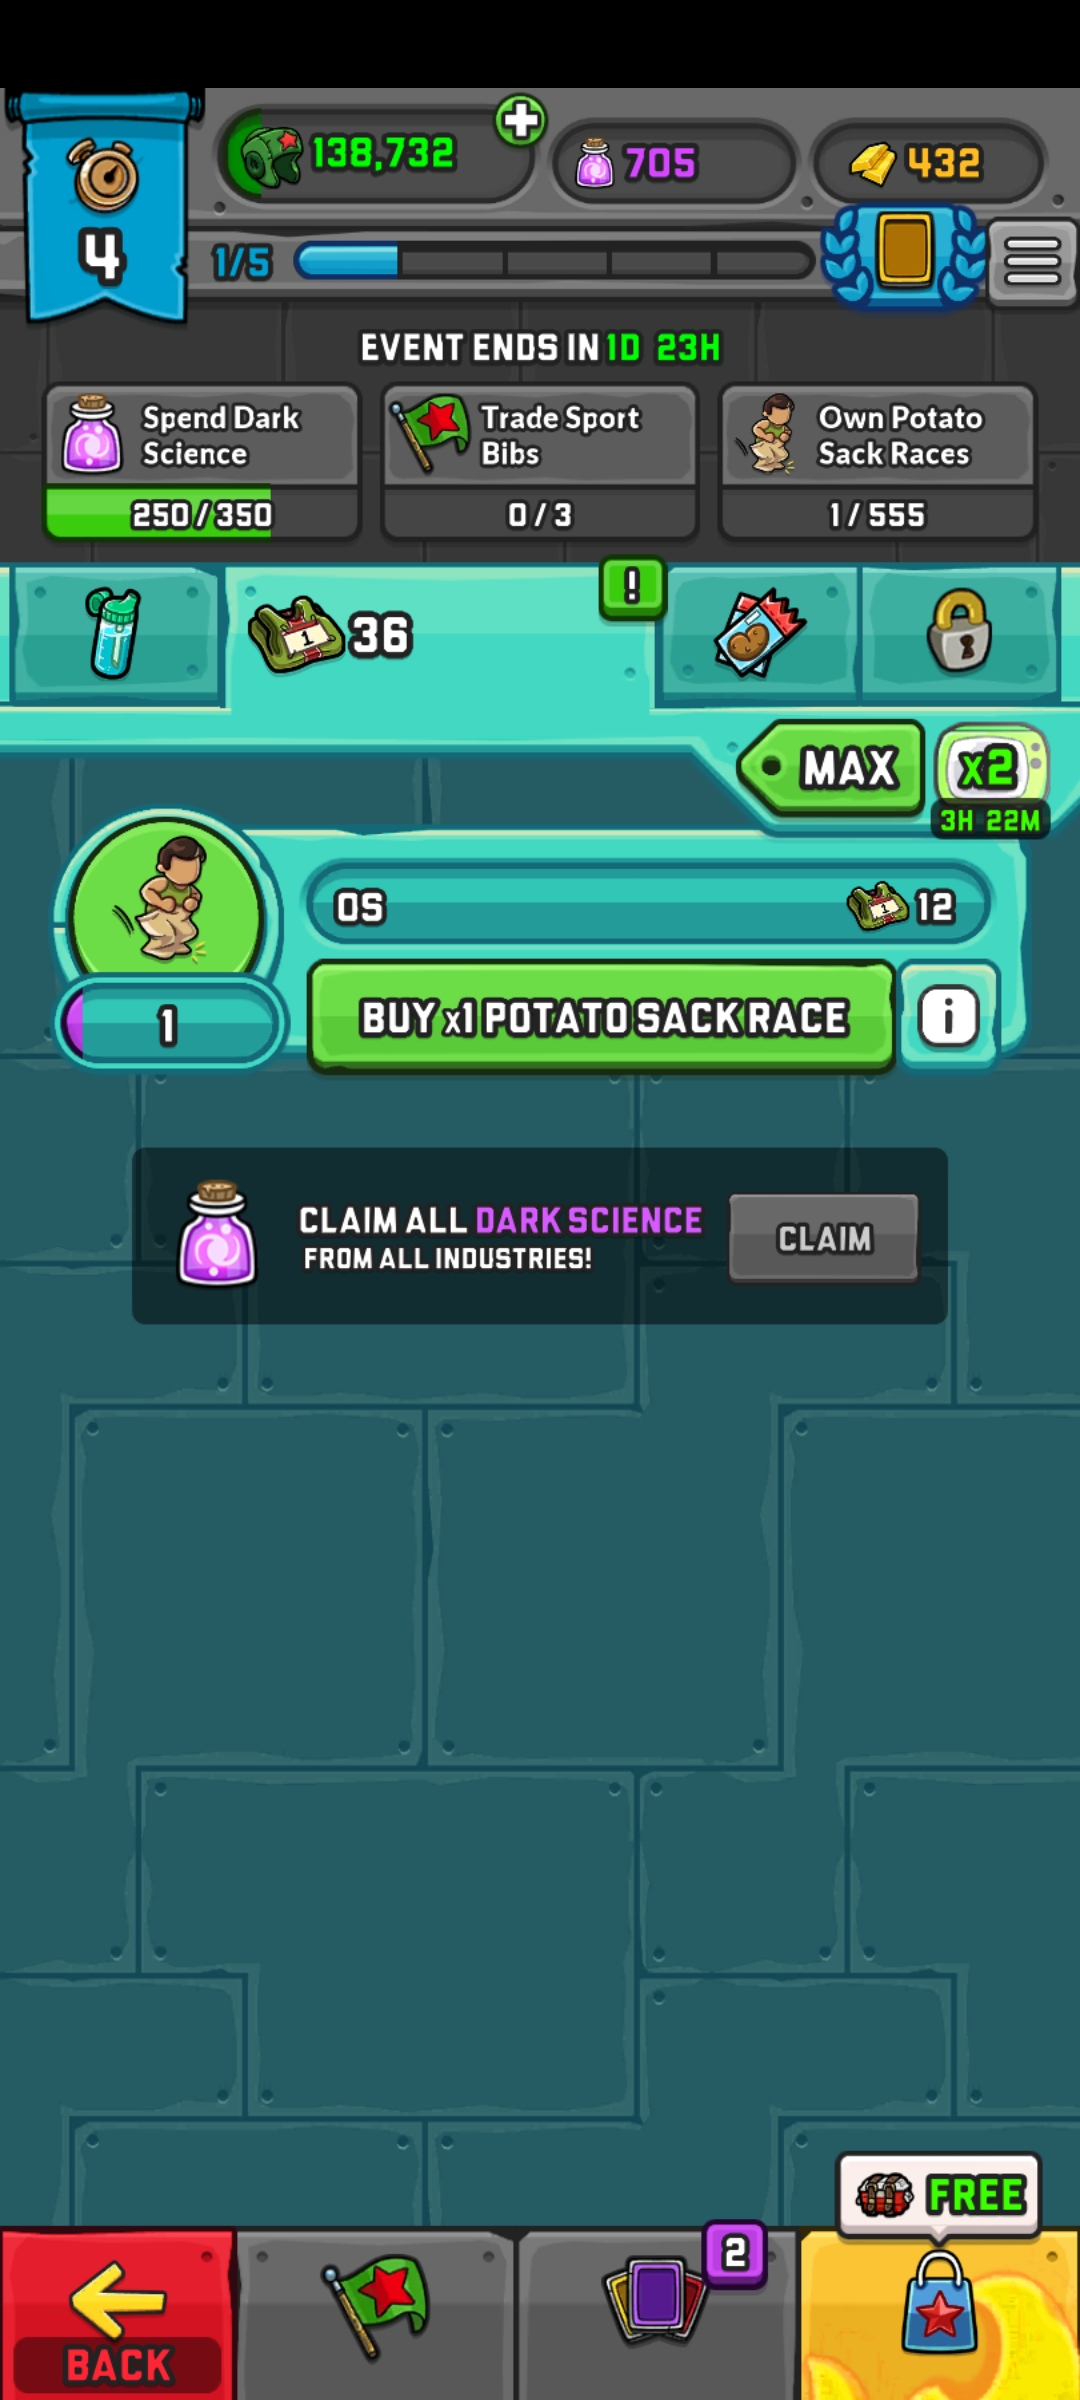 138,732
705
432
4
1/5
EVENT ENDS IN 1D 23H
Spend Dark
Science
250/350
Trade Sport
Bibs
0/3
Own Potato
Sack Races
1/555
1
36
!
MAX
x2
3H 22M
0S
1
12
1
BUY x1 POTATO SACK RACE
i
CLAIM ALL DARK SCIENCE
FROM ALL INDUSTRIES!
CLAIM
FREE
2
BACK